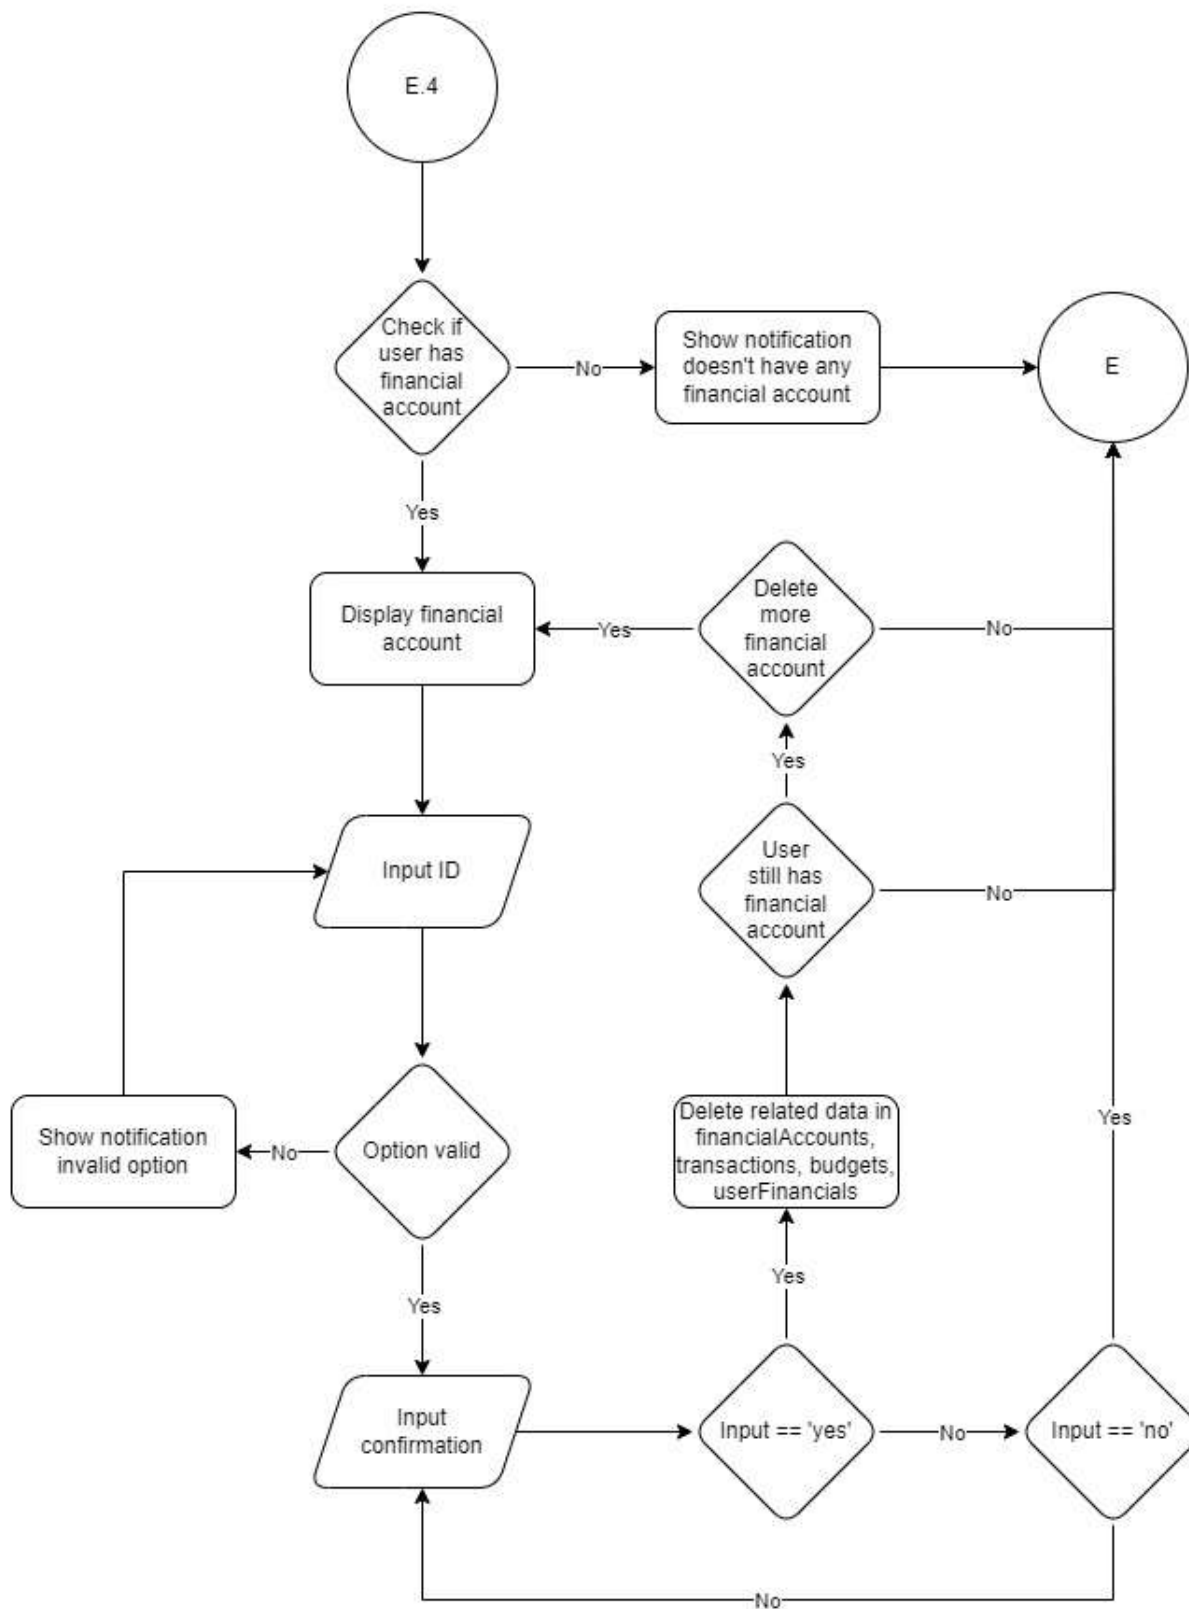 E.4
Check if
user has
financial
account
No
Show notification
doesn't have any
financial account
E
Yes
Display financial
account
Yes
Delete
more
financial
account
No
Yes
Input ID
User
still has
financial
account
No
Show notification
invalid option
No
Option valid
Delete related data in
financialAccounts,
transactions, budgets,
userFinancials
Yes
Yes
Yes
Input
confirmation
Input == 'yes'
No
Input == 'no'
No